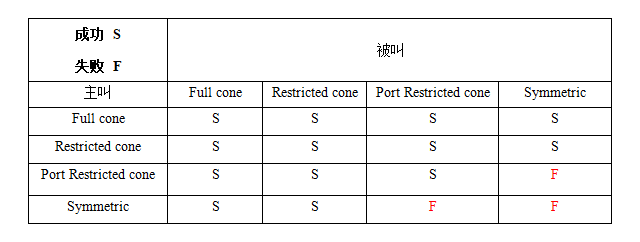 成功 S
失败 F
被叫
主叫 Full cone Restricted cone Port Restricted cone Symmetric
Full cone S S S S
Restricted cone S S S S
Port Restricted cone S S S F
Symmetric S S F F